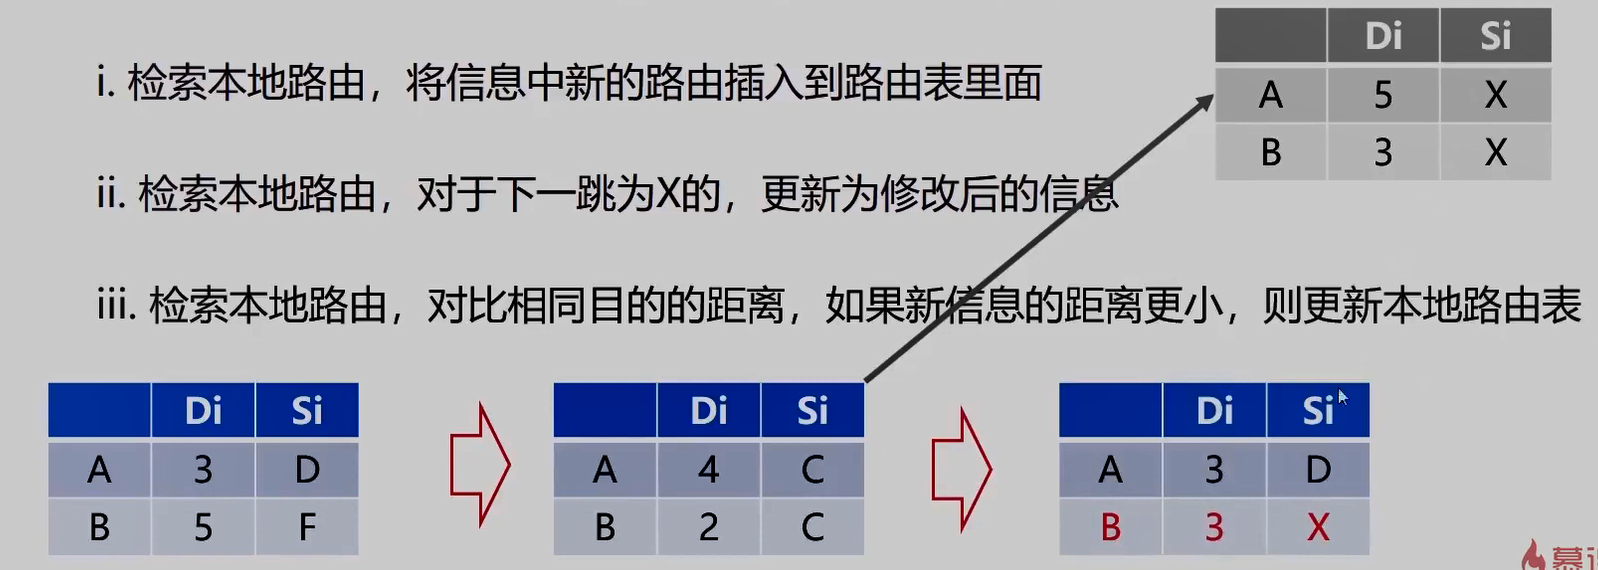 i. 检索本地路由，将信息中新的路由插入到路由表里面
Di Si
A 5 X
B 3 X
ii. 检索本地路由，对于下一跳为X的，更新为修改后的信息
iii. 检索本地路由，对比相同目的的距离，如果新信息的距离更小，则更新本地路由表
Di Si
A 3 D
B 5 F
Di Si
A 4 C
B 2 C
Di Si
A 3 D
B 3 X
慕